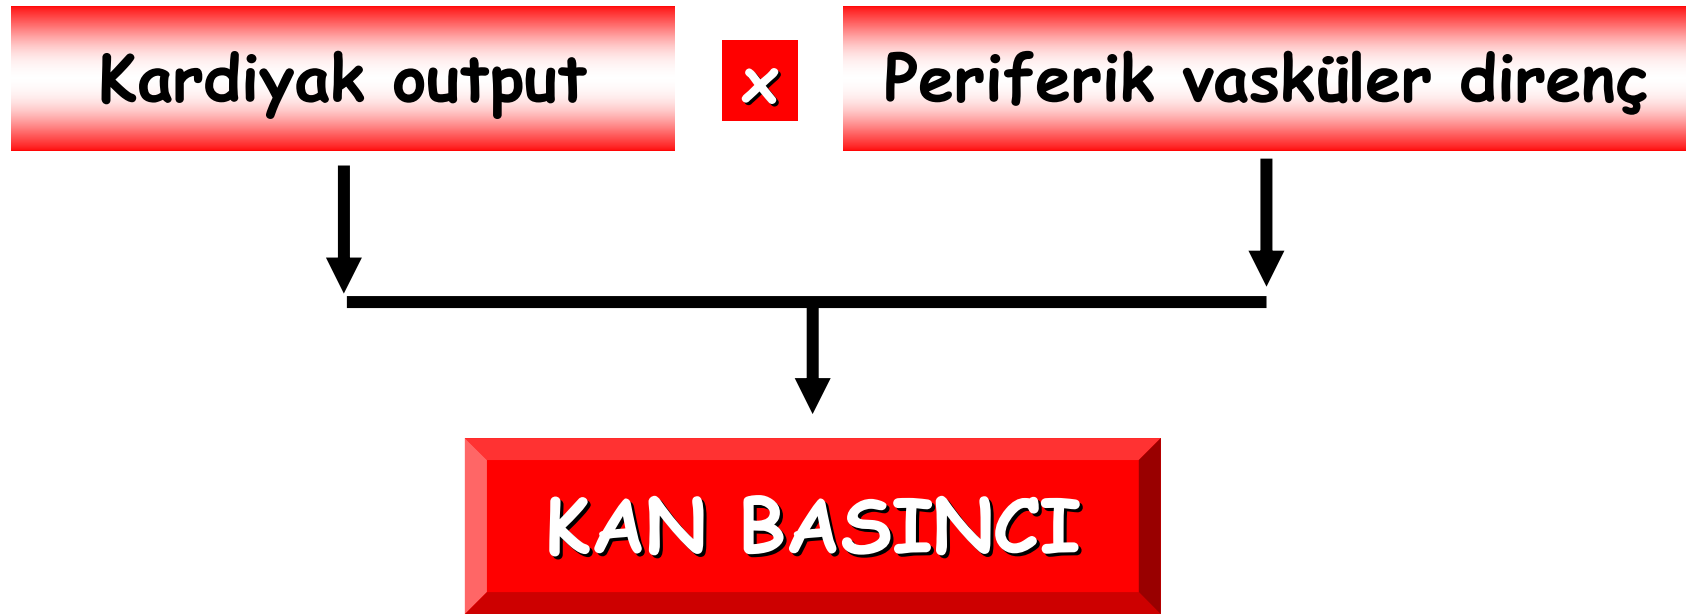 Kardiyak output x Periferik vasküler direnç
KAN BASINCI